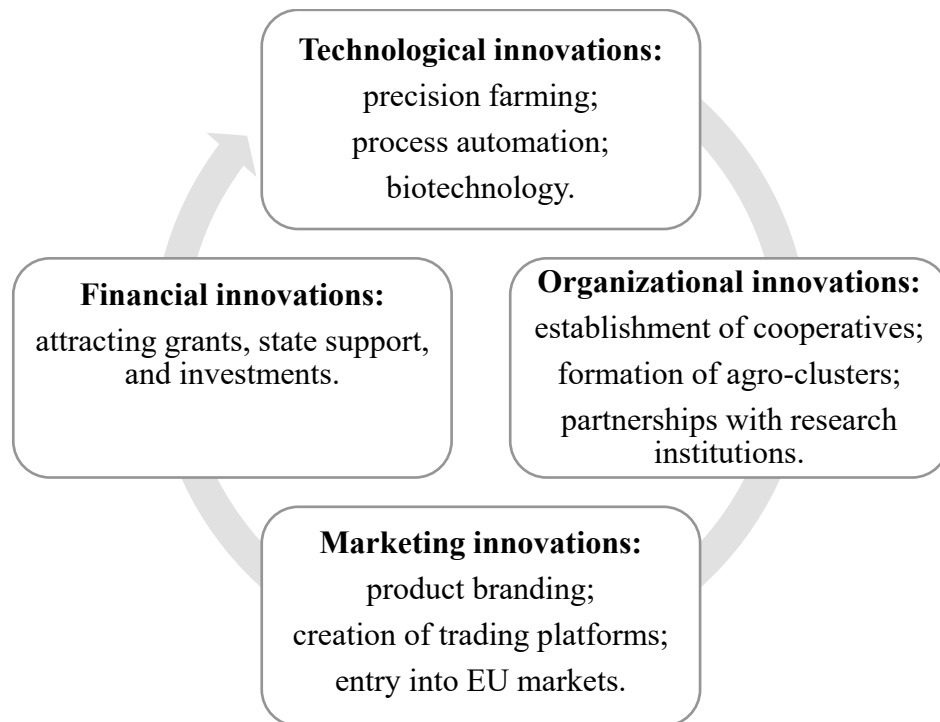 Technological innovations:
precision farming;
process automation;
biotechnology.
Financial innovations:
attracting grants, state support,
and investments.
Organizational innovations:
establishment of cooperatives;
formation of agro-clusters;
partnerships with research
institutions.
Marketing innovations:
product branding;
creation of trading platforms;
entry into EU markets.